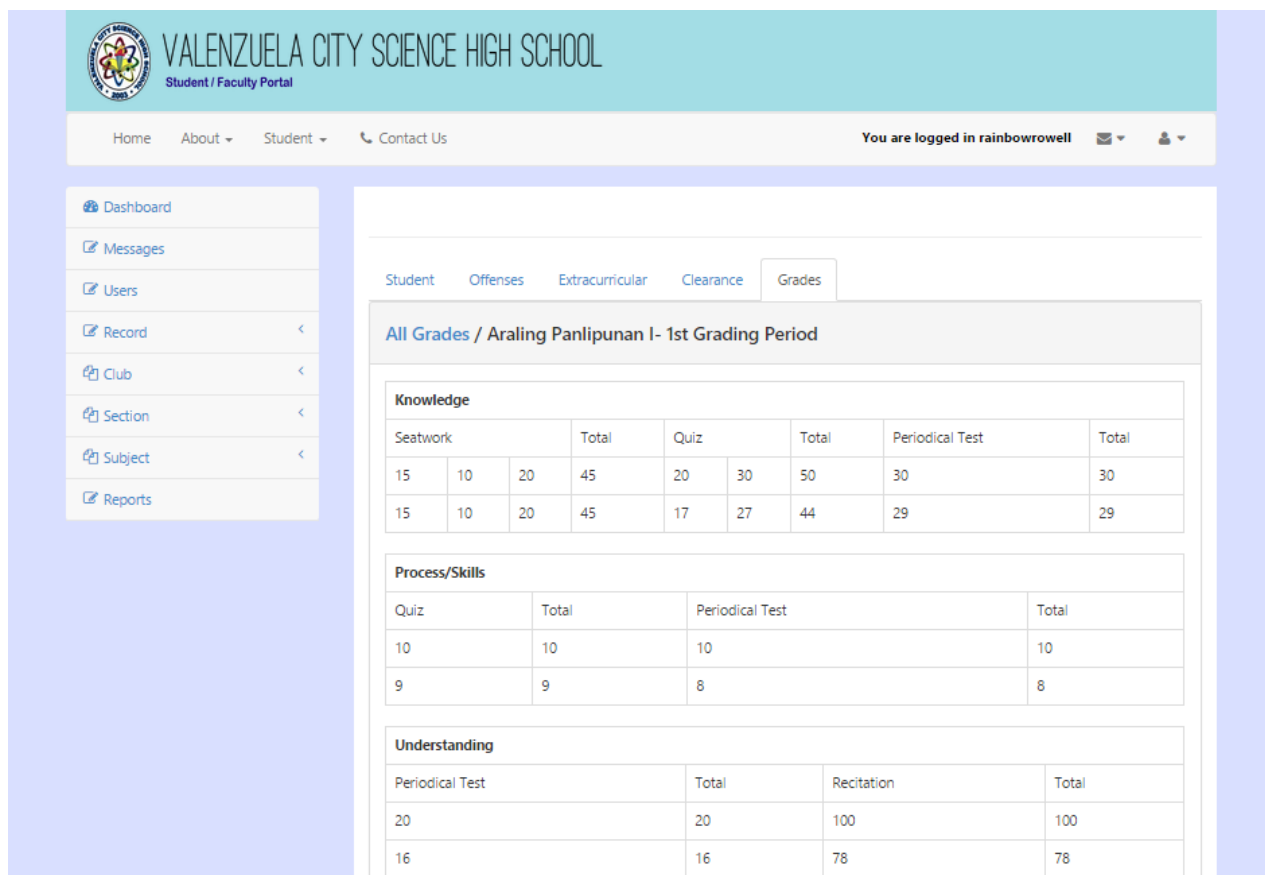 VALENZUELA CITY SCIENCE HIGH SCHOOL
Student / Faculty Portal
Home About Student Contact Us You are logged in rainbowrowell
Dashboard
Messages
Users
Record
Club
Section
Subject
Reports
Student Offenses Extracurricular Clearance Grades
All Grades / Araling Panlipunan I- 1st Grading Period
Knowledge
Seatwork Total Quiz Total Periodical Test Total
15 10 20 45 20 30 50 30 30
15 10 20 45 17 27 44 29 29
Process/Skills
Quiz Total Periodical Test Total
10 10 10 10
9 9 8 8
Understanding
Periodical Test Total Recitation Total
20 20 100 100
16 16 78 78